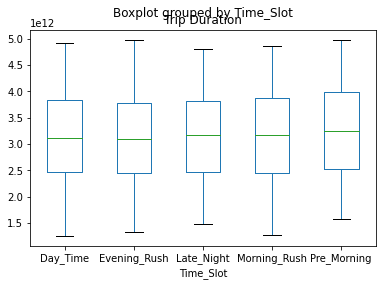 Boxplot grouped by Time_Slot
Trip Duration
1e12
5.0
4.5
4.0
3.5
3.0
2.5
2.0
1.5
Day_Time Evening_Rush Late_Night Morning_Rush Pre_Morning
Time_Slot